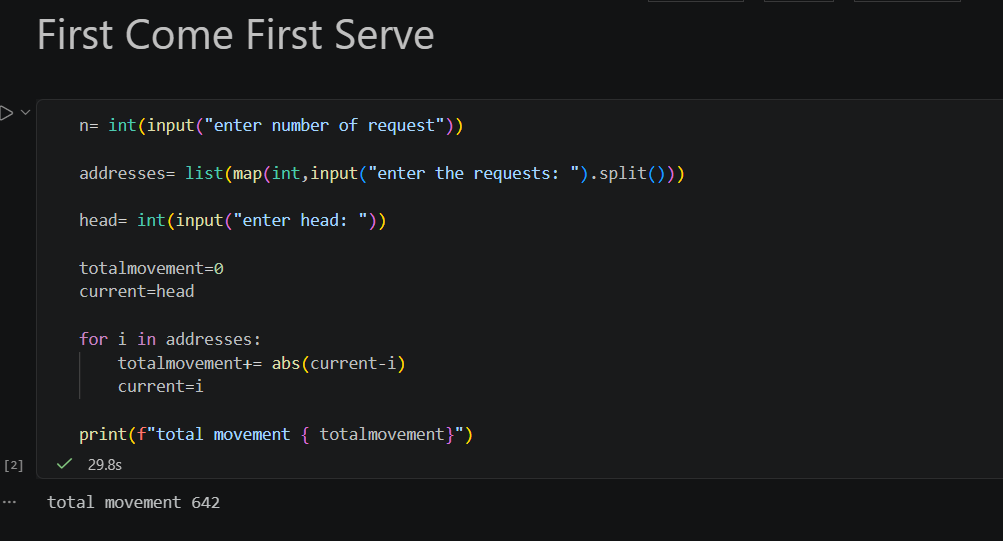 First Come First Serve
n= int(input("enter number of request"))
addresses= list(map(int,input("enter the requests: ").split()))
head= int(input("enter head: "))
totalmovement=0
current=head
for i in addresses:
    totalmovement+= abs(current-i)
    current=i
print(f"total movement { totalmovement}")
[2] 29.8s
... total movement 642